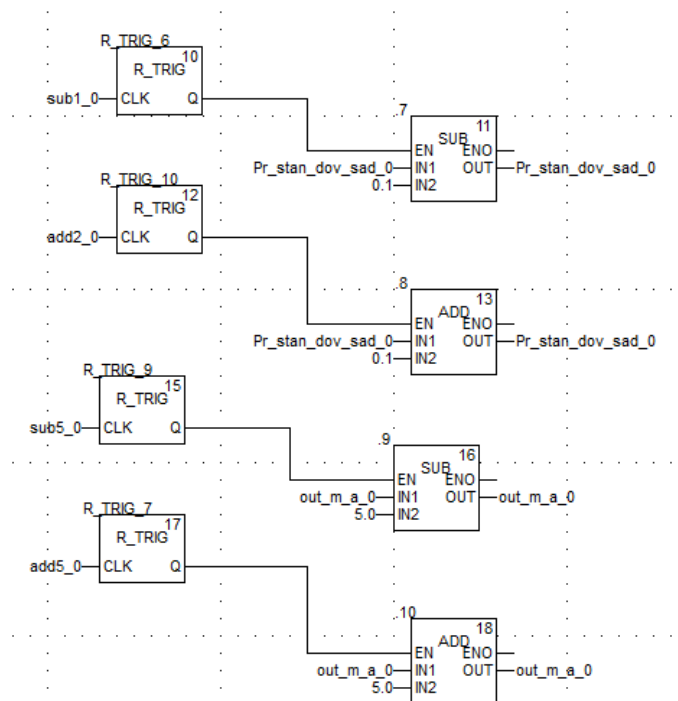 R_TRIG_6
10
R_TRIG
sub1_0 CLK Q
.7
11
SUB
EN ENO
Pr_stan_dov_sad_0 IN1 OUT Pr_stan_dov_sad_0
0.1 IN2
R_TRIG_10
12
R_TRIG
add2_0 CLK Q
.8
13
ADD
EN ENO
Pr_stan_dov_sad_0 IN1 OUT Pr_stan_dov_sad_0
0.1 IN2
R_TRIG_9
15
R_TRIG
sub5_0 CLK Q
.9
16
SUB
EN ENO
out_m_a_0 IN1 OUT out_m_a_0
5.0 IN2
R_TRIG_7
17
R_TRIG
add5_0 CLK Q
.10
18
ADD
EN ENO
out_m_a_0 IN1 OUT out_m_a_0
5.0 IN2